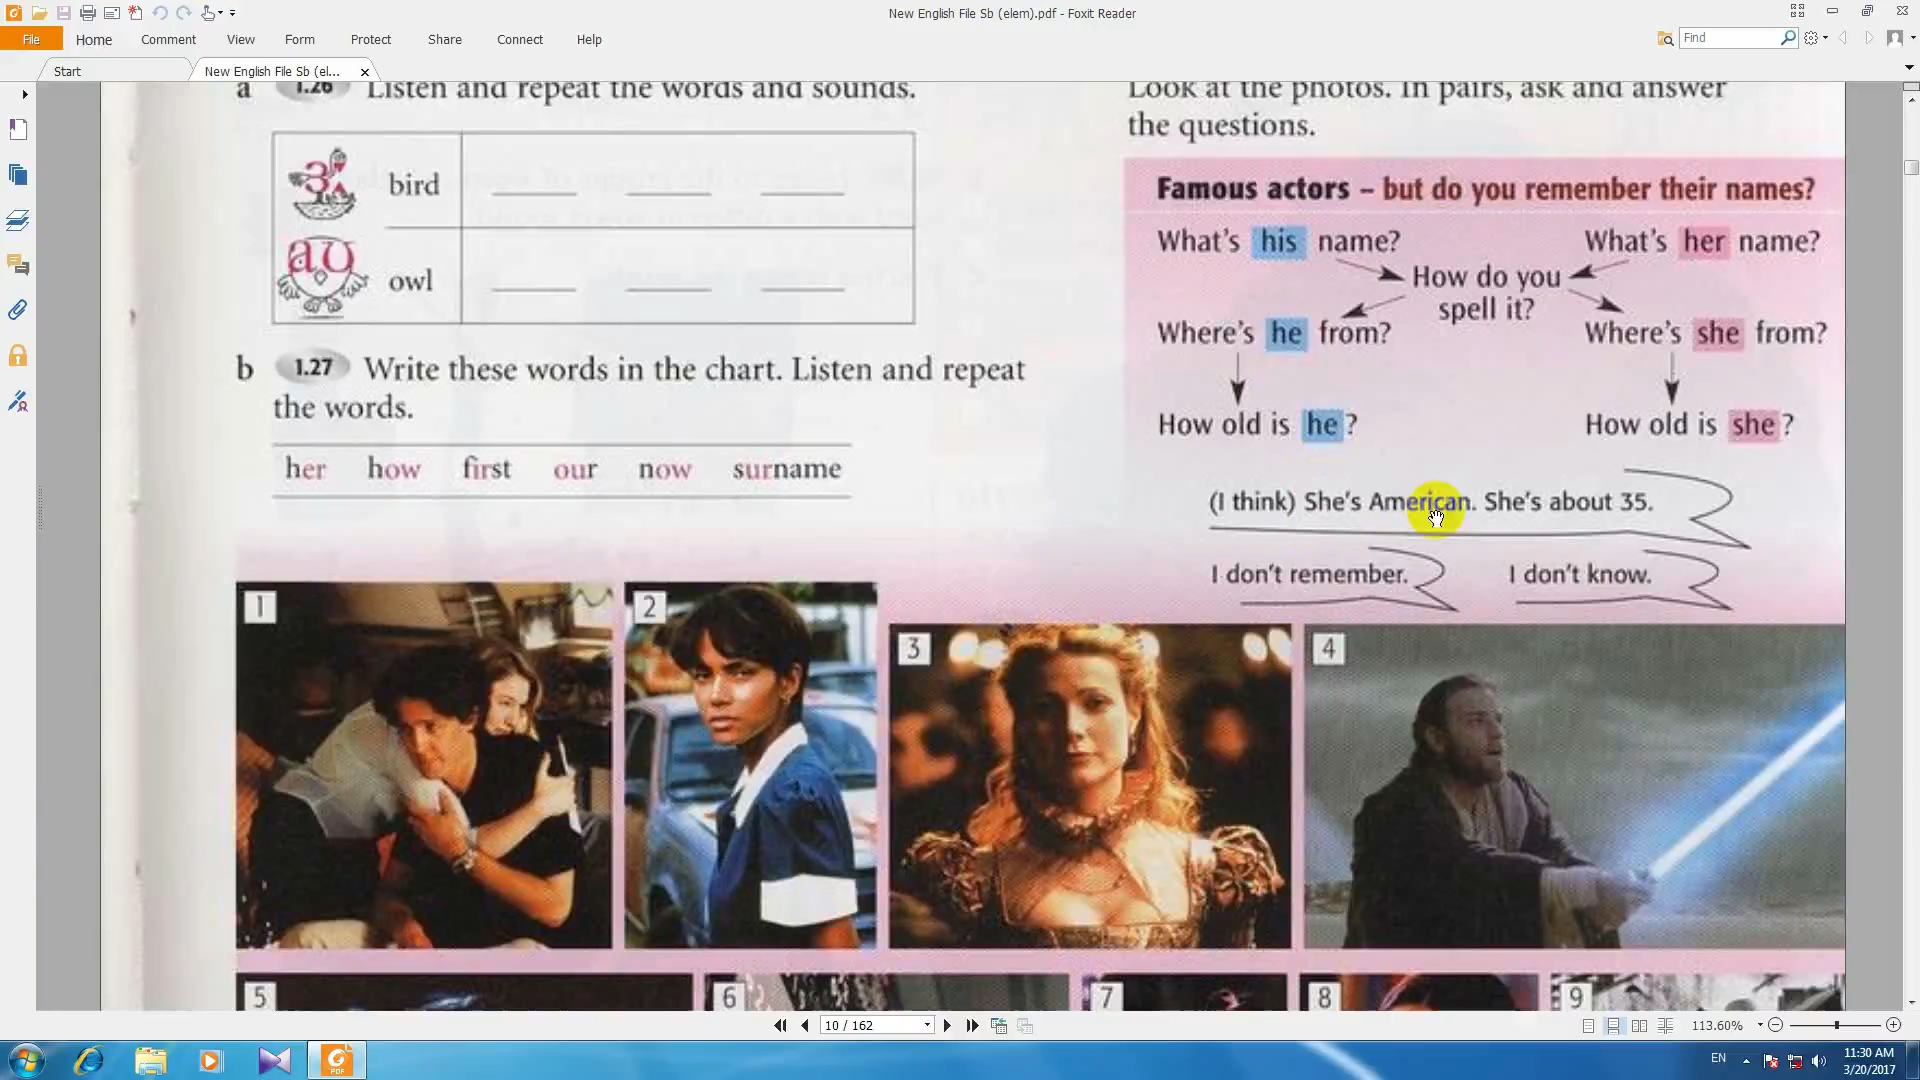 New English File Sb (elem).pdf - Foxit Reader
File Home Comment View Form Protect Share Connect Help
Find
Start
New English File Sb (el...
a 1.26 Listen and repeat the words and sounds.
ɜː bird
aʊ owl
b 1.27 Write these words in the chart. Listen and repeat
the words.
her how first our now surname
Look at the photos. In pairs, ask and answer
the questions.
Famous actors – but do you remember their names?
What's his name? What's her name?
How do you
spell it?
Where's he from? Where's she from?
How old is he? How old is she?
(I think) She's American. She's about 35.
I don't remember. I don't know.
1
2
3
4
5
6
7
8
9
10 / 162
113.60%
PDF
EN
11:30 AM
3/20/2017